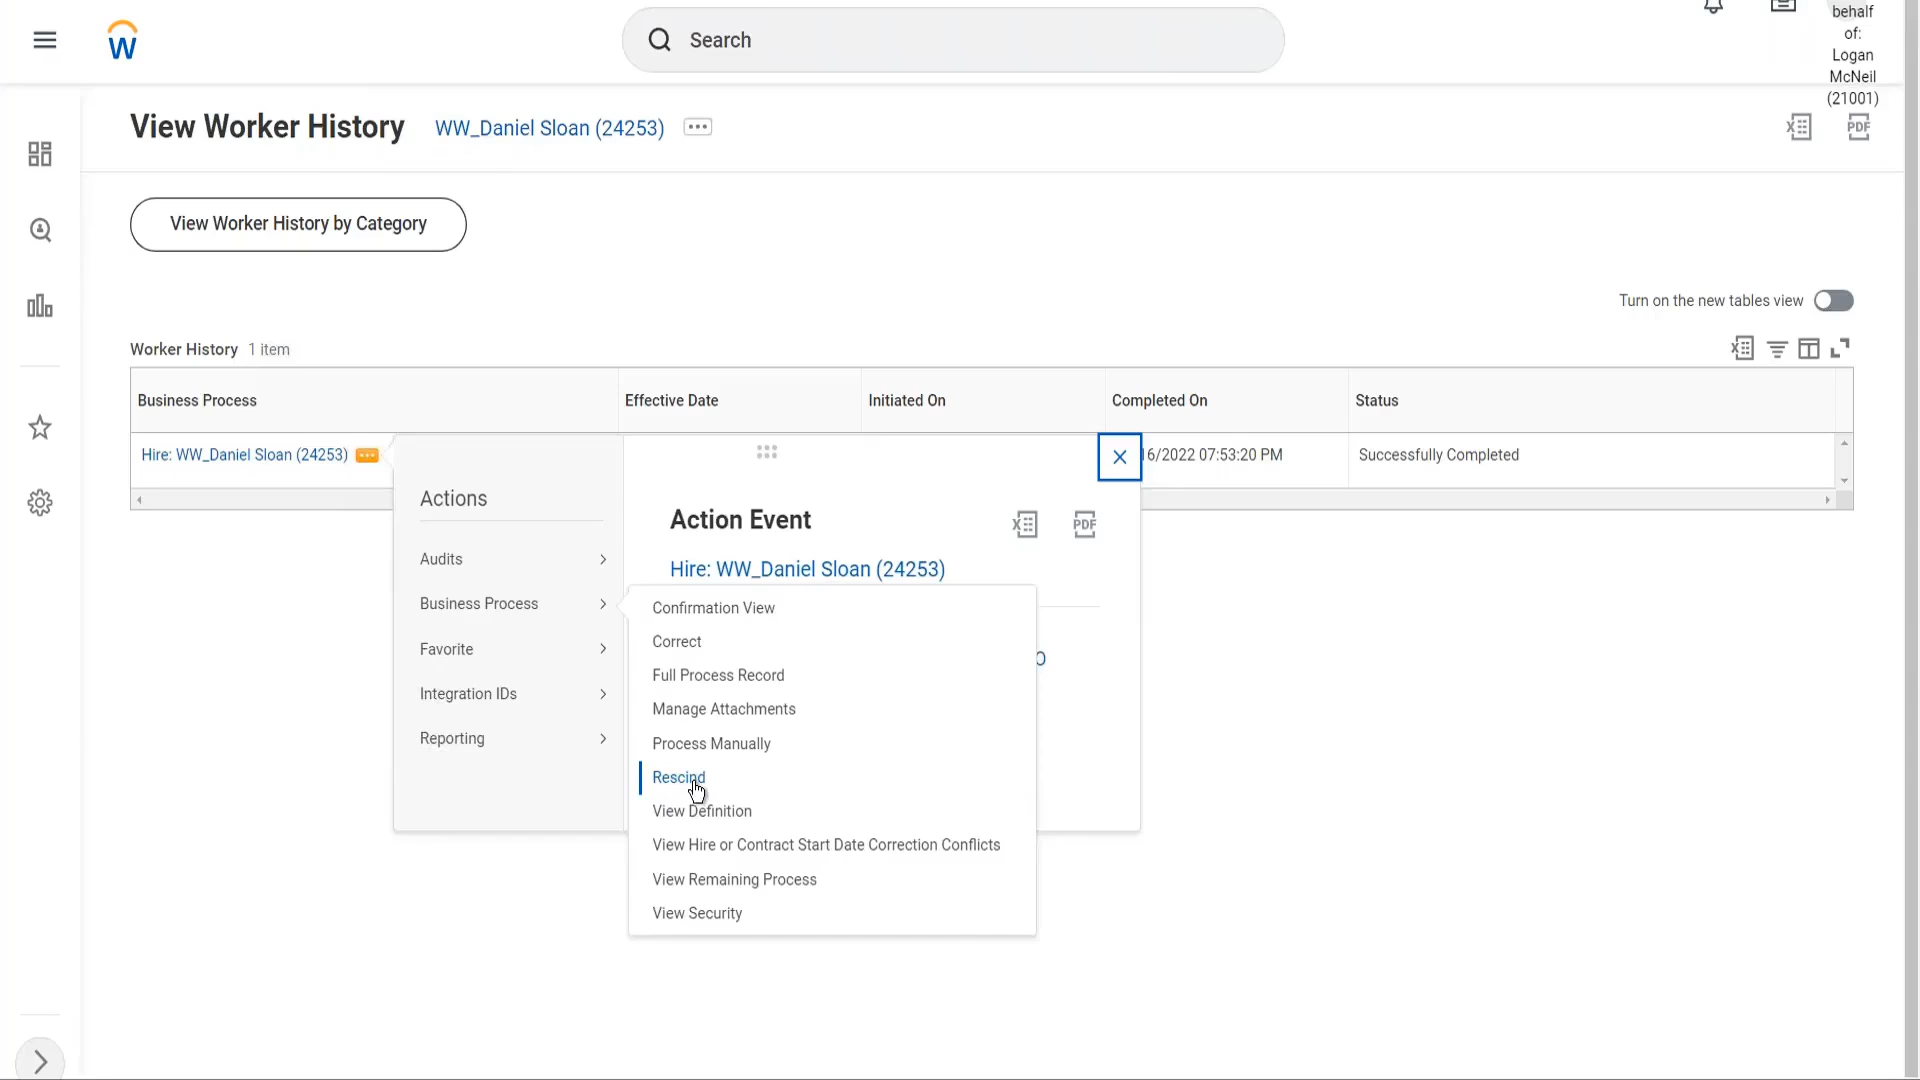 behalf
of:
Logan
McNeil
(21001)
W
Search
View Worker History
WW_Daniel Sloan (24253)
X
PDF
View Worker History by Category
Turn on the new tables view
Worker History 1 item
X
Business Process
Effective Date
Initiated On
Completed On
Status
Hire: WW_Daniel Sloan (24253)
6/2022 07:53:20 PM
Successfully Completed
Actions
Audits
Business Process
Favorite
Integration IDs
Reporting
Action Event
X
PDF
Hire: WW_Daniel Sloan (24253)
Confirmation View
Correct
Full Process Record
Manage Attachments
Process Manually
Rescind
View Definition
View Hire or Contract Start Date Correction Conflicts
View Remaining Process
View Security